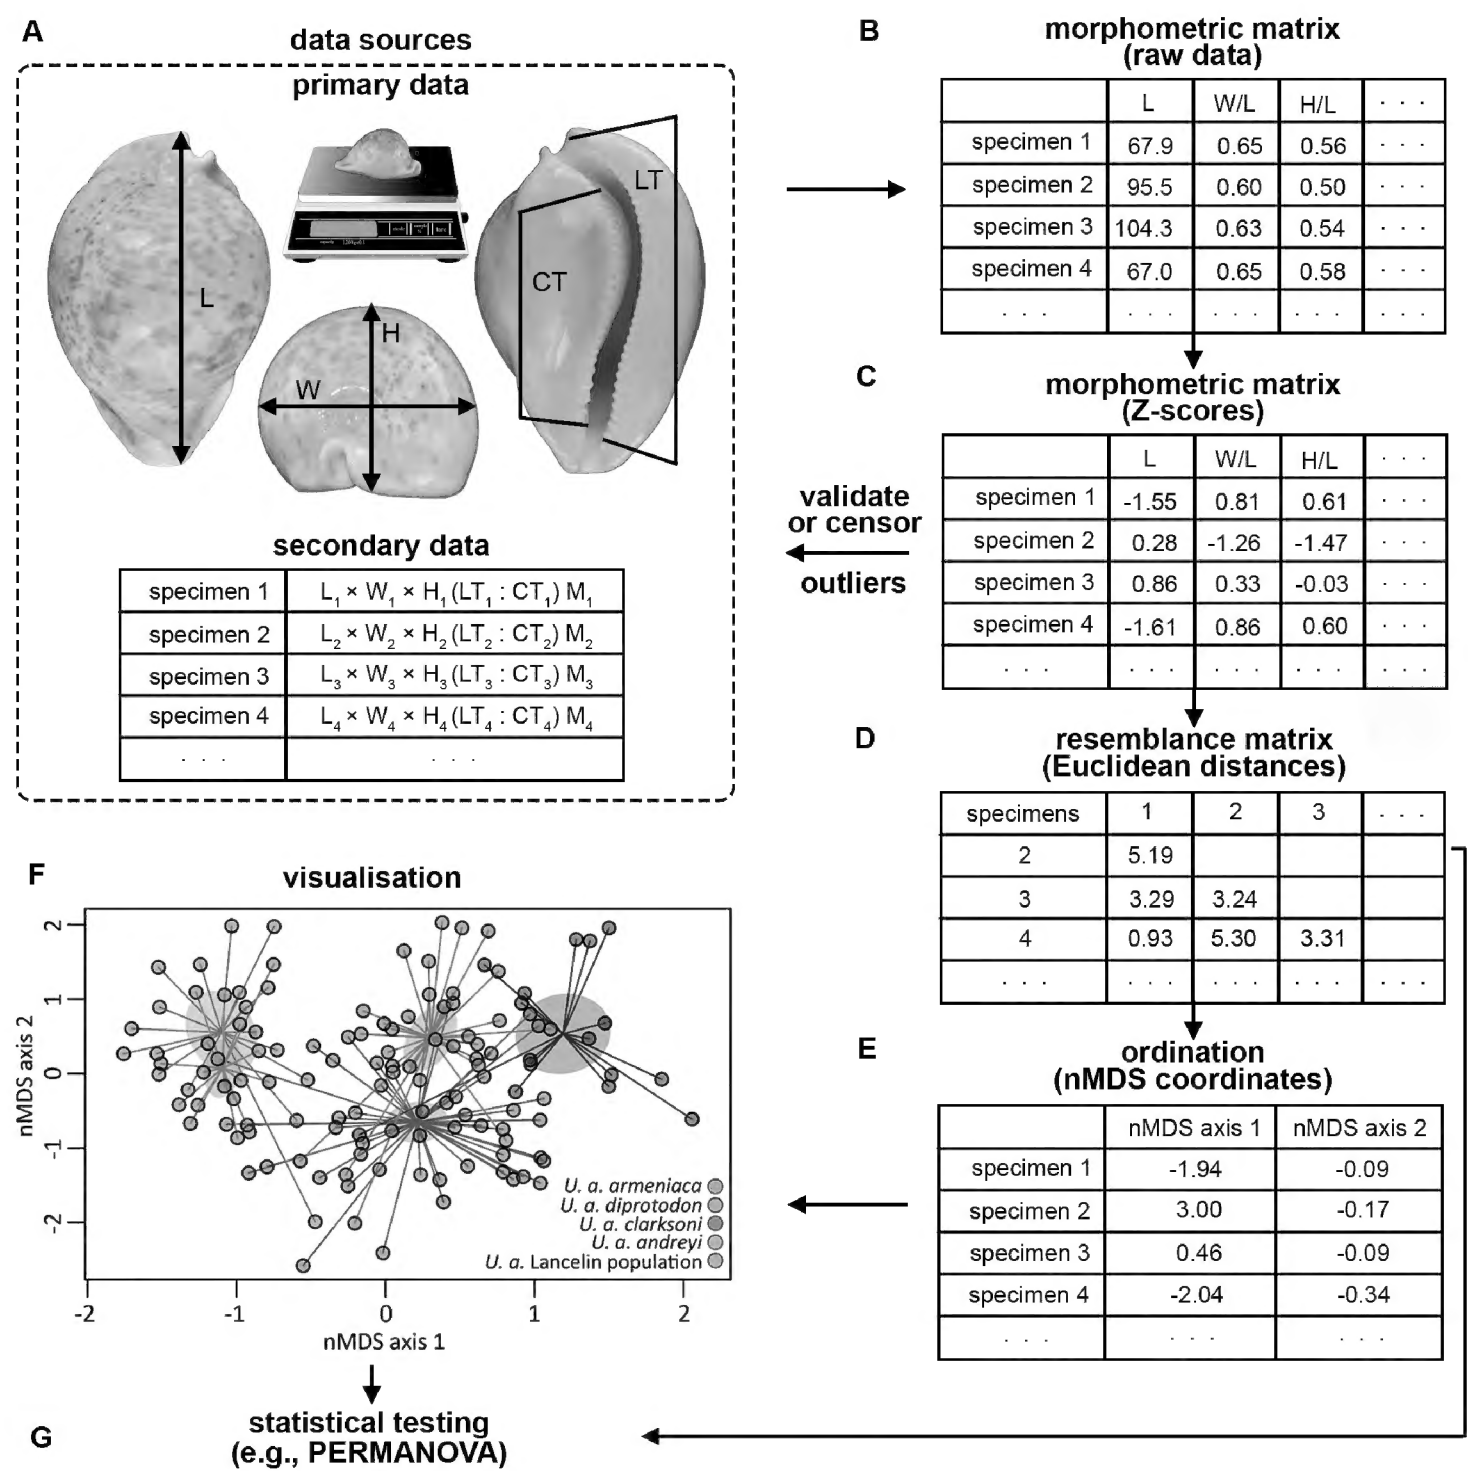 A
data sources
primary data
L
H
W
LT
CT
secondary data
specimen 1 L1 × W1 × H1 (LT1 : CT1) M1
specimen 2 L2 × W2 × H2 (LT2 : CT2) M2
specimen 3 L3 × W3 × H3 (LT3 : CT3) M3
specimen 4 L4 × W4 × H4 (LT4 : CT4) M4
. . . . . .
B
morphometric matrix
(raw data)
L W/L H/L . . .
specimen 1 67.9 0.65 0.56 . . .
specimen 2 95.5 0.60 0.50 . . .
specimen 3 104.3 0.63 0.54 . . .
specimen 4 67.0 0.65 0.58 . . .
. . . . . . . . . . . . . . .
C
morphometric matrix
(Z-scores)
L W/L H/L . . .
specimen 1 -1.55 0.81 0.61 . . .
specimen 2 0.28 -1.26 -1.47 . . .
specimen 3 0.86 0.33 -0.03 . . .
specimen 4 -1.61 0.86 0.60 . . .
. . . . . . . . . . . . . . .
validate
or censor
outliers
D
resemblance matrix
(Euclidean distances)
specimens 1 2 3 . . .
2 5.19
3 3.29 3.24
4 0.93 5.30 3.31
. . . . . . . . . . . . . . .
E
ordination
(nMDS coordinates)
nMDS axis 1 nMDS axis 2
specimen 1 -1.94 -0.09
specimen 2 3.00 -0.17
specimen 3 0.46 -0.09
specimen 4 -2.04 -0.34
. . . . . . . . .
F
visualisation
2
1
0
-1
-2
nMDS axis 2
U. a. armeniaca
U. a. diprotodon
U. a. clarksoni
U. a. andreyi
U. a. Lancelin population
-2 -1 0 1 2
nMDS axis 1
G
statistical testing
(e.g., PERMANOVA)